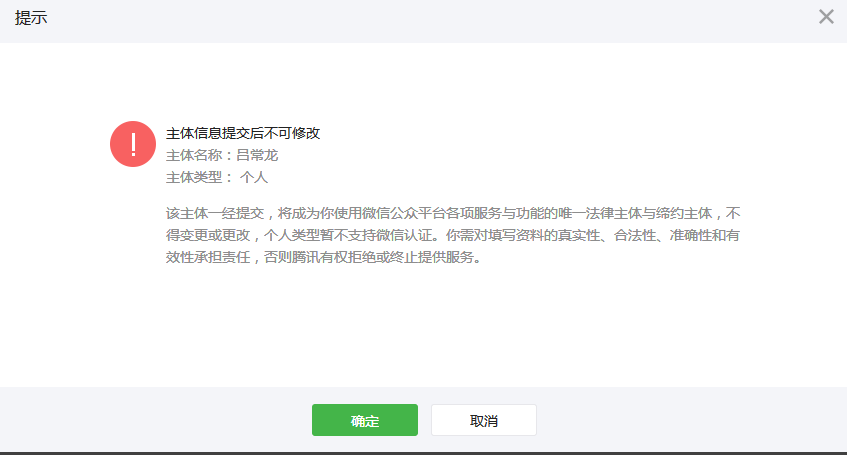 提示
主体信息提交后不可修改
主体名称：吕常龙
主体类型： 个人
该主体一经提交，将成为你使用微信公众平台各项服务与功能的唯一法律主体与缔约主体，不
得变更或更改，个人类型暂不支持微信认证。你需对填写资料的真实性、合法性、准确性和有
效性承担责任，否则腾讯有权拒绝或终止提供服务。
确定
取消